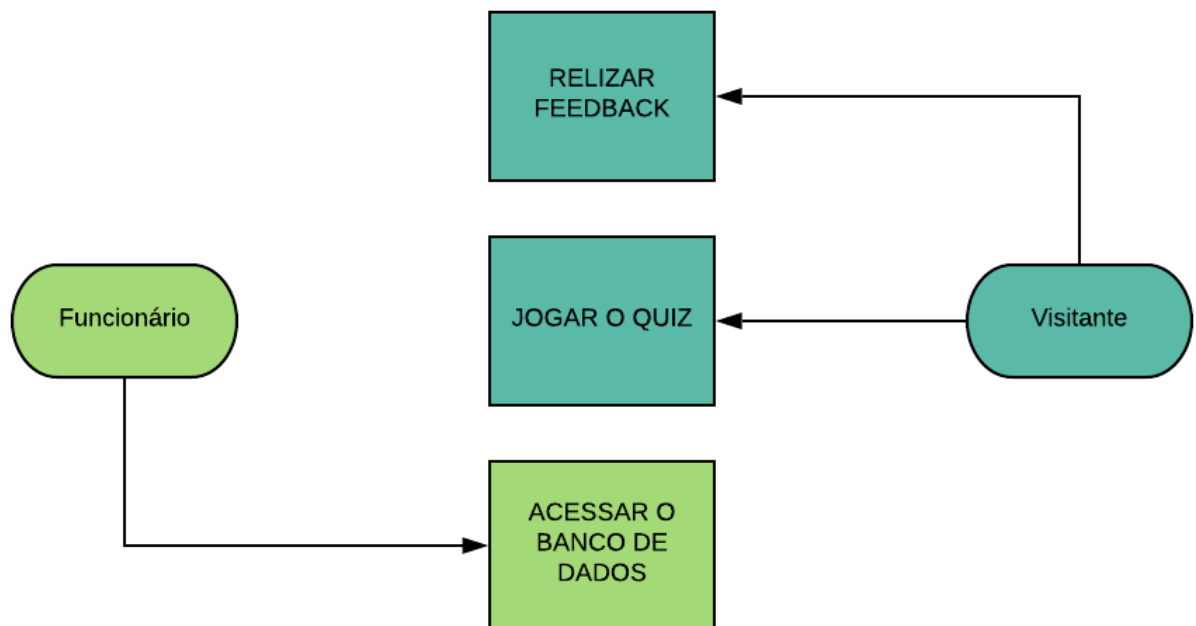 RELIZAR
FEEDBACK
Funcionário
JOGAR O QUIZ
Visitante
ACESSAR O
BANCO DE
DADOS